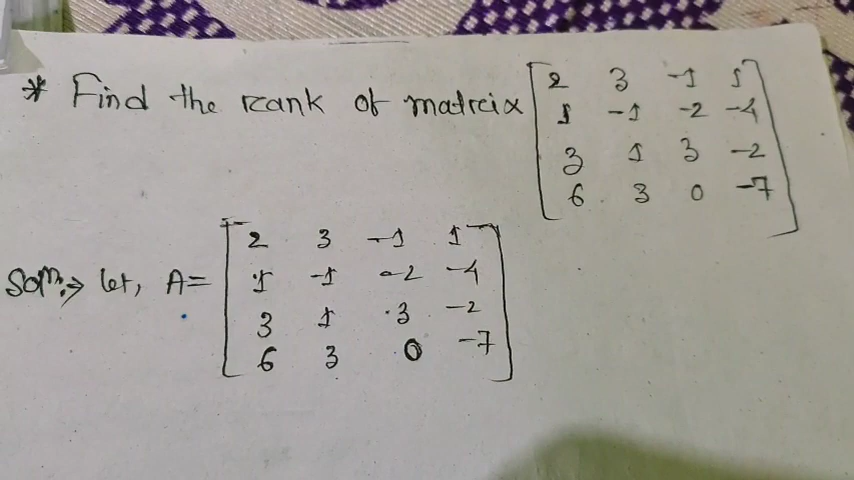 * Find the rank of matrix [2 3 -1 1
1 -1 -2 -4
3 1 3 -2
6 3 0 -7]
Soln:→ let, A= [2 3 -1 1
1 -1 -2 -4
3 1 3 -2
6 3 0 -7]